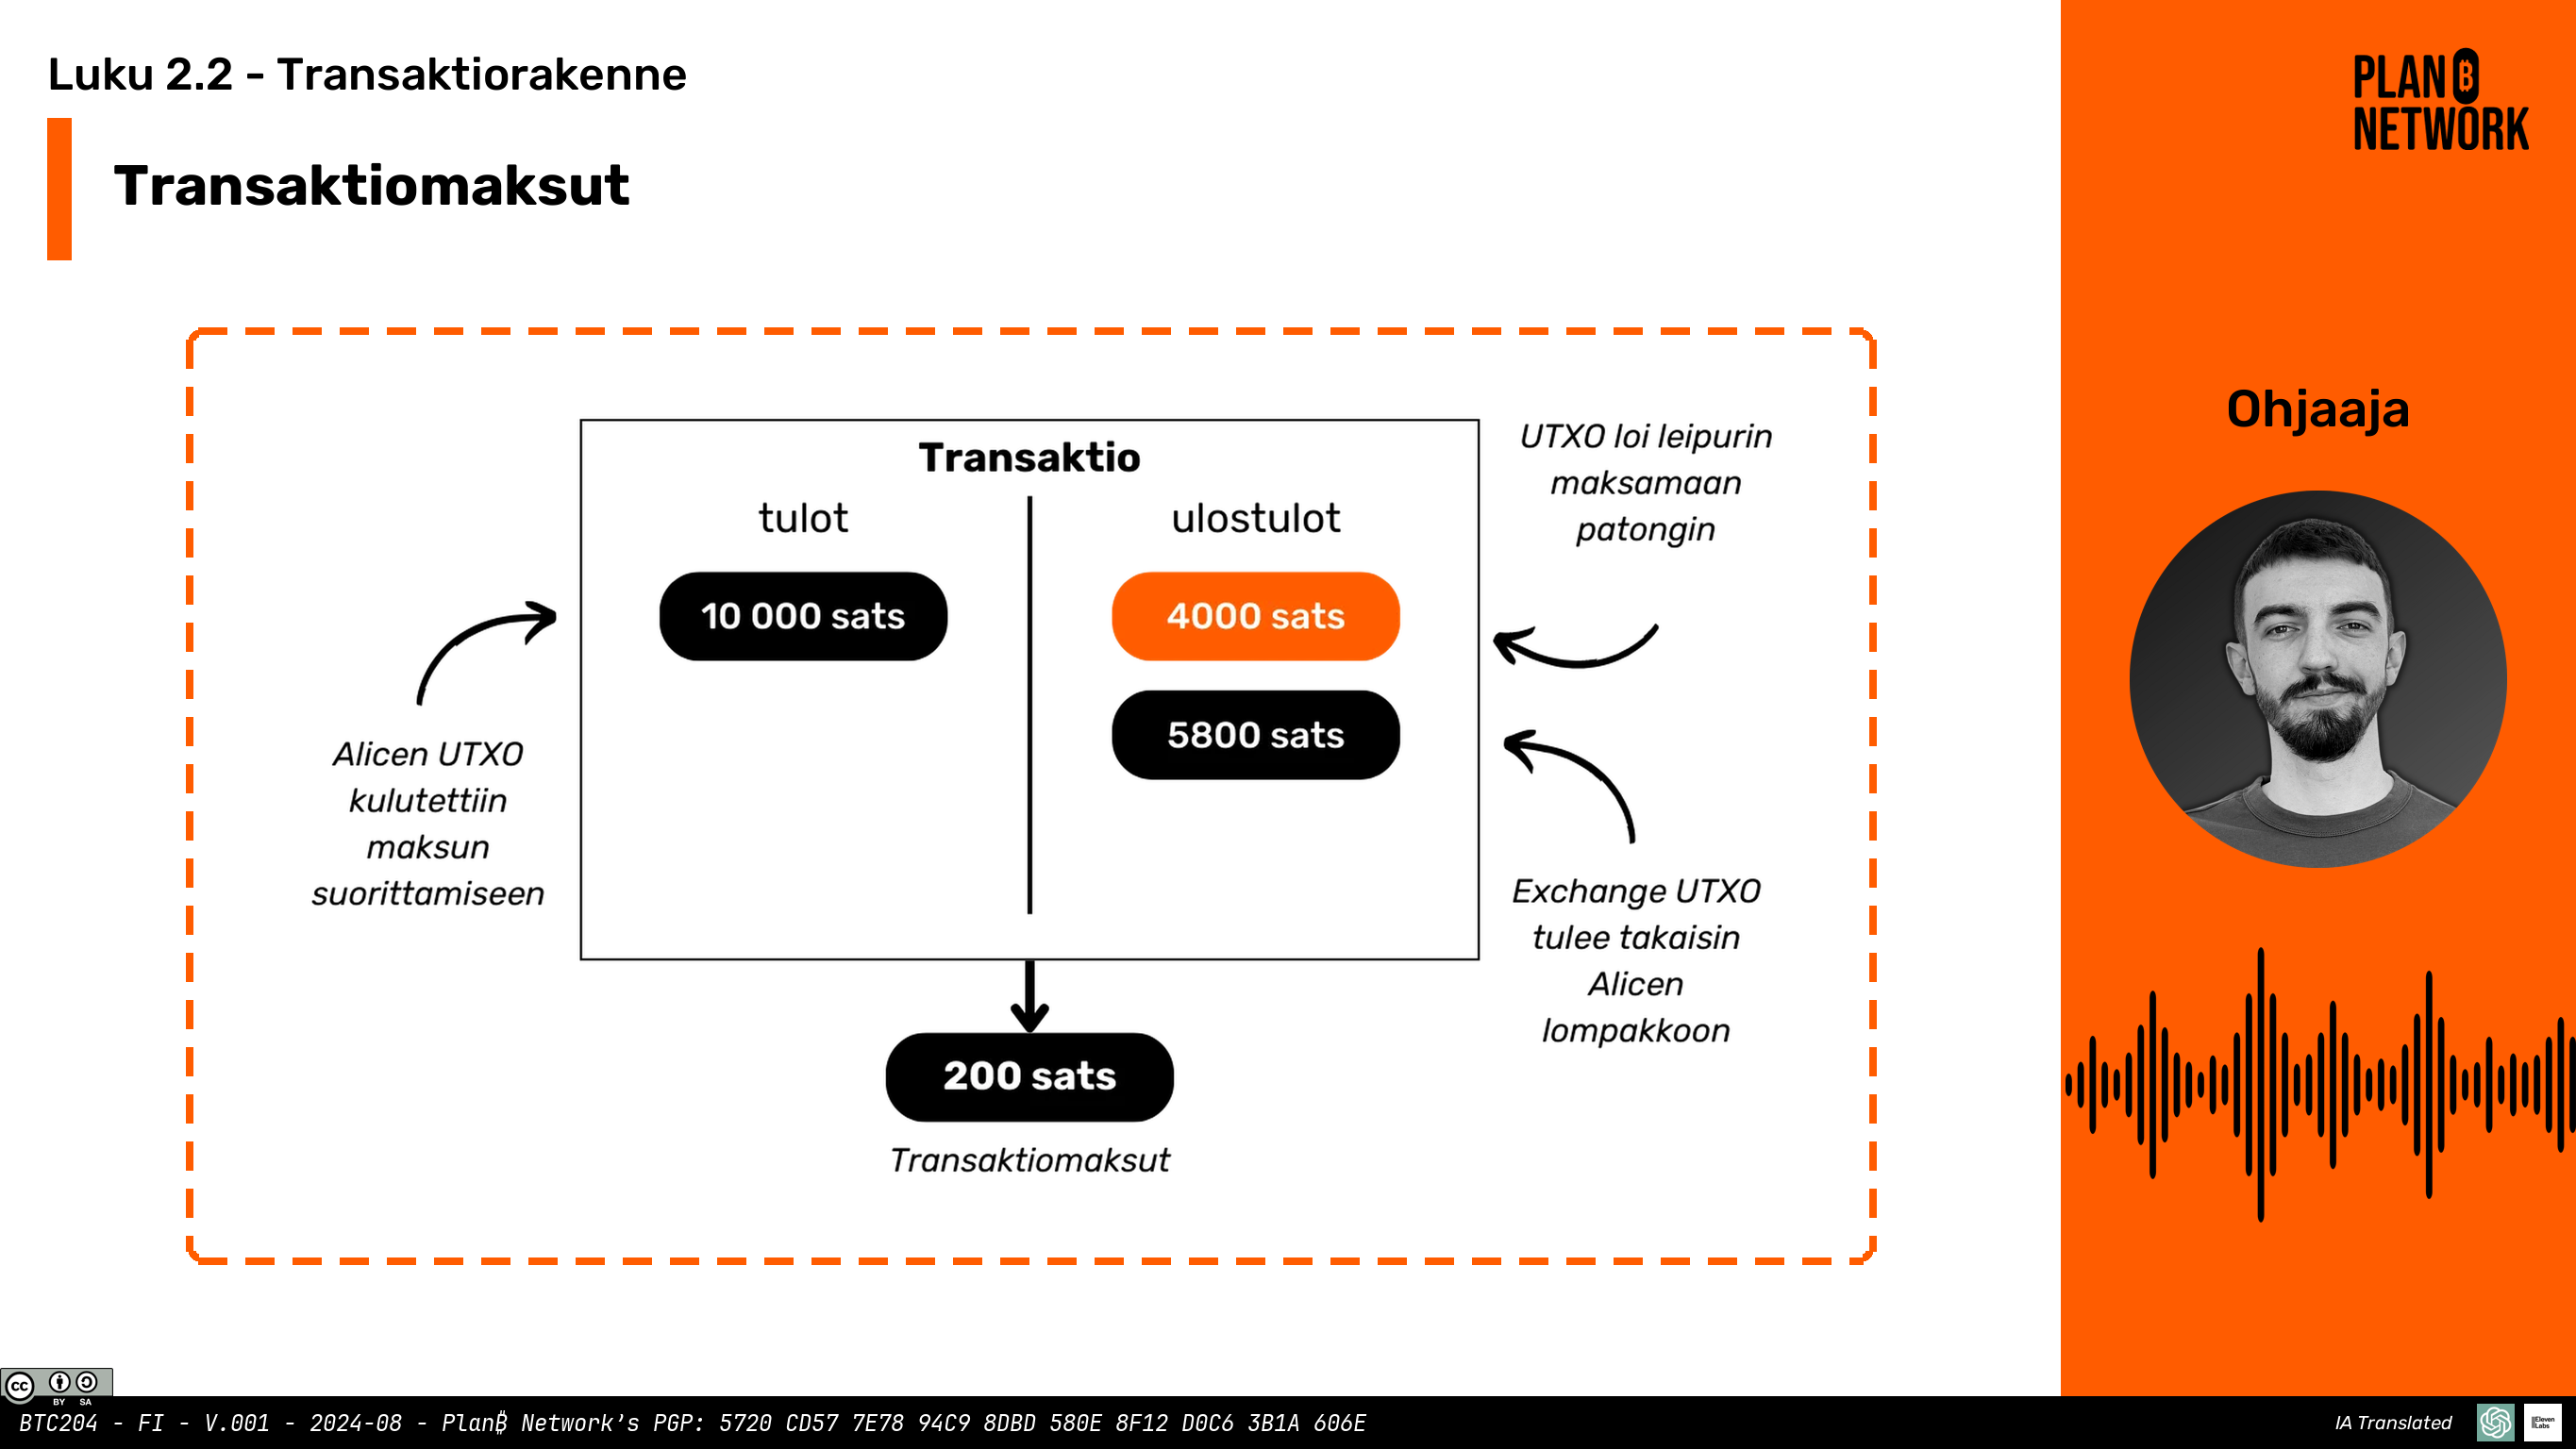 Luku 2.2 - Transaktiorakenne
Transaktiomaksut
PLAN ₿
NETWORK
Ohjaaja
Transaktio
tulot
ulostulot
10 000 sats
4000 sats
5800 sats
UTXO loi leipurin
maksamaan
patongin
Alicen UTXO
kulutettiin
maksun
suorittamiseen
Exchange UTXO
tulee takaisin
Alicen
lompakkoon
200 sats
Transaktiomaksut
cc BY SA
BTC204 - FI - V.001 - 2024-08 - Plan₿ Network's PGP: 5720 CD57 7E78 94C9 8DBD 580E 8F12 D0C6 3B1A 606E
IA Translated
IIEleven
Labs